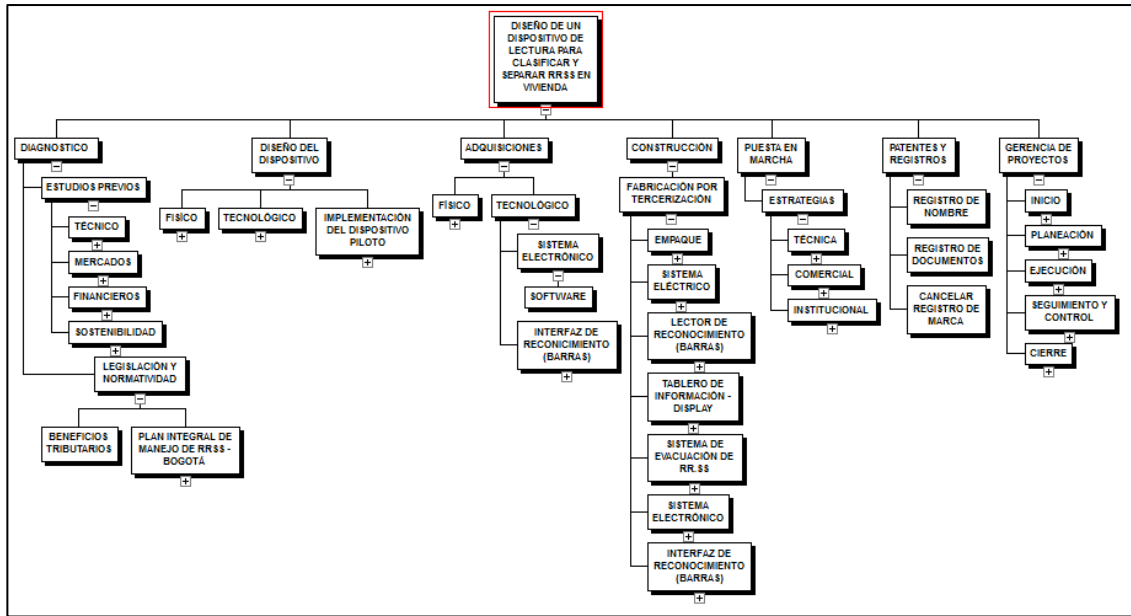 DISEÑO DE UN
DISPOSITIVO DE
LECTURA PARA
CLASIFICAR Y
SEPARAR RRSS EN
VIVIENDA
DIAGNOSTICO
ESTUDIOS PREVIOS
TÉCNICO
MERCADOS
FINANCIEROS
SOSTENIBILIDAD
LEGISLACIÓN Y
NORMATIVIDAD
BENEFICIOS
TRIBUTARIOS
PLAN INTEGRAL DE
MANEJO DE RRSS -
BOGOTÁ
DISEÑO DEL
DISPOSITIVO
FISÍCO
TECNOLÓGICO
IMPLEMENTACIÓN
DEL DISPOSITIVO
PILOTO
ADQUISICIONES
FÍSICO
TECNOLÓGICO
SISTEMA
ELECTRÓNICO
SOFTWARE
INTERFAZ DE
RECONICIMIENTO
(BARRAS)
CONSTRUCCIÓN
FABRICACIÓN POR
TERCERIZACIÓN
EMPAQUE
SISTEMA
ELÉCTRICO
LECTOR DE
RECONOCIMIENTO
(BARRAS)
TABLERO DE
INFORMACIÓN -
DISPLAY
SISTEMA DE
EVACUACIÓN DE
RR.SS
SISTEMA
ELECTRÓNICO
INTERFAZ DE
RECONOCIMIENTO
(BARRAS)
PUESTA EN
MARCHA
ESTRATEGIAS
TÉCNICA
COMERCIAL
INSTITUCIONAL
PATENTES Y
REGISTROS
REGISTRO DE
NOMBRE
REGISTRO DE
DOCUMENTOS
CANCELAR
REGISTRO DE
MARCA
GERENCIA DE
PROYECTOS
INICIO
PLANEACIÓN
EJECUCIÓN
SEGUIMIENTO Y
CONTROL
CIERRE